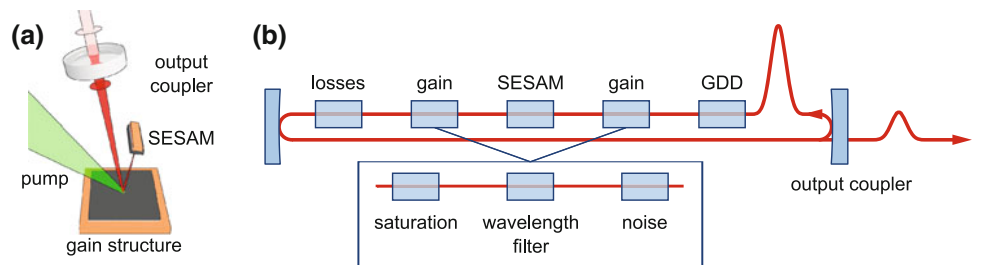 (a)
output
coupler
SESAM
pump
gain structure
(b)
losses
gain
SESAM
gain
GDD
output coupler
saturation
wavelength
filter
noise